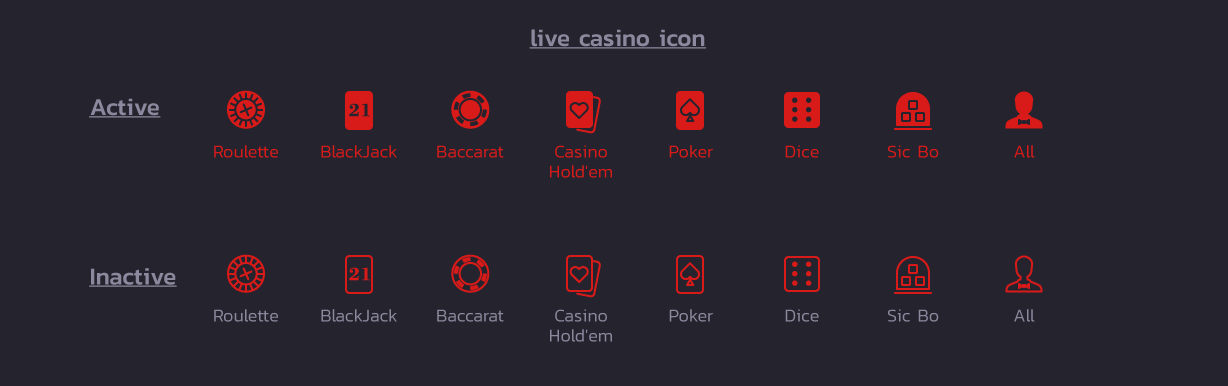 live casino icon
Active
21
Roulette BlackJack Baccarat Casino Poker Dice Sic Bo All
Hold'em
Inactive
21
Roulette BlackJack Baccarat Casino Poker Dice Sic Bo All
Hold'em